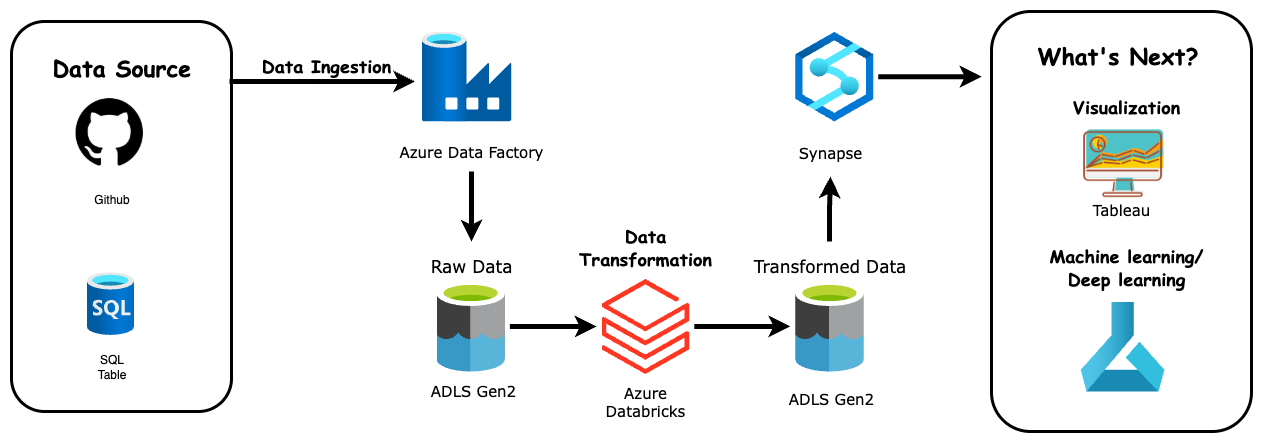 Data Source
Github
SQL
SQL
Table
Data Ingestion
Azure Data Factory
Raw Data
ADLS Gen2
Data
Transformation
Azure
Databricks
Transformed Data
ADLS Gen2
Synapse
What's Next?
Visualization
Tableau
Machine learning/
Deep learning